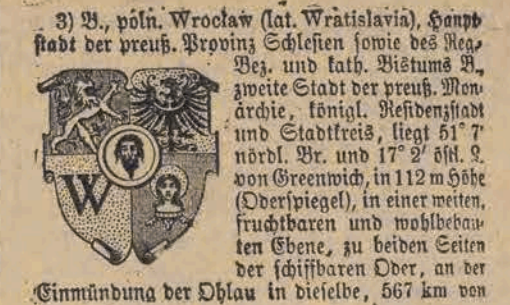 3) B., poln. Wrocław (lat. Wratislavia), Haupt-
stadt der preuß. Provinz Schlesien sowie des Reg.-
Bez. und kath. Bistums B.,
zweite Stadt der preuß. Mon-
archie, königl. Residenzstadt
und Stadtkreis, liegt 51° 7'
nördl. Br. und 17° 2' östl. L.
von Greenwich, in 112 m Höhe
(Oderspiegel), in einer weiten,
fruchtbaren und wohlbebau-
ten Ebene, zu beiden Seiten
der schiffbaren Oder, an der
Einmündung der Ohlau in dieselbe, 567 km von
W